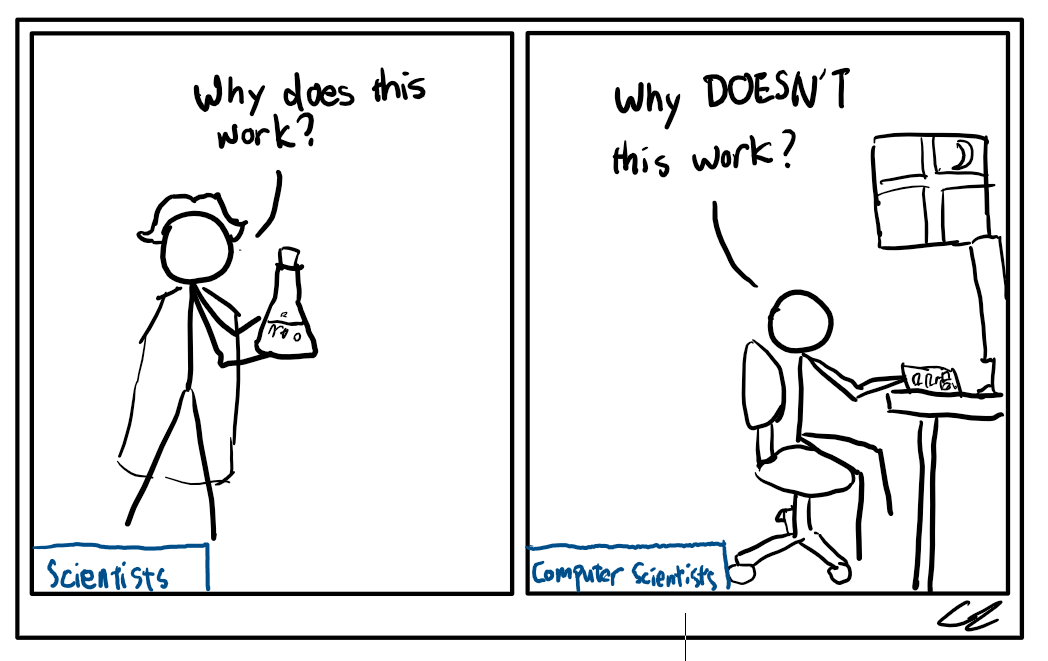 Why does this
work?
Scientists
Why DOESN'T
this work?
Computer Scientists